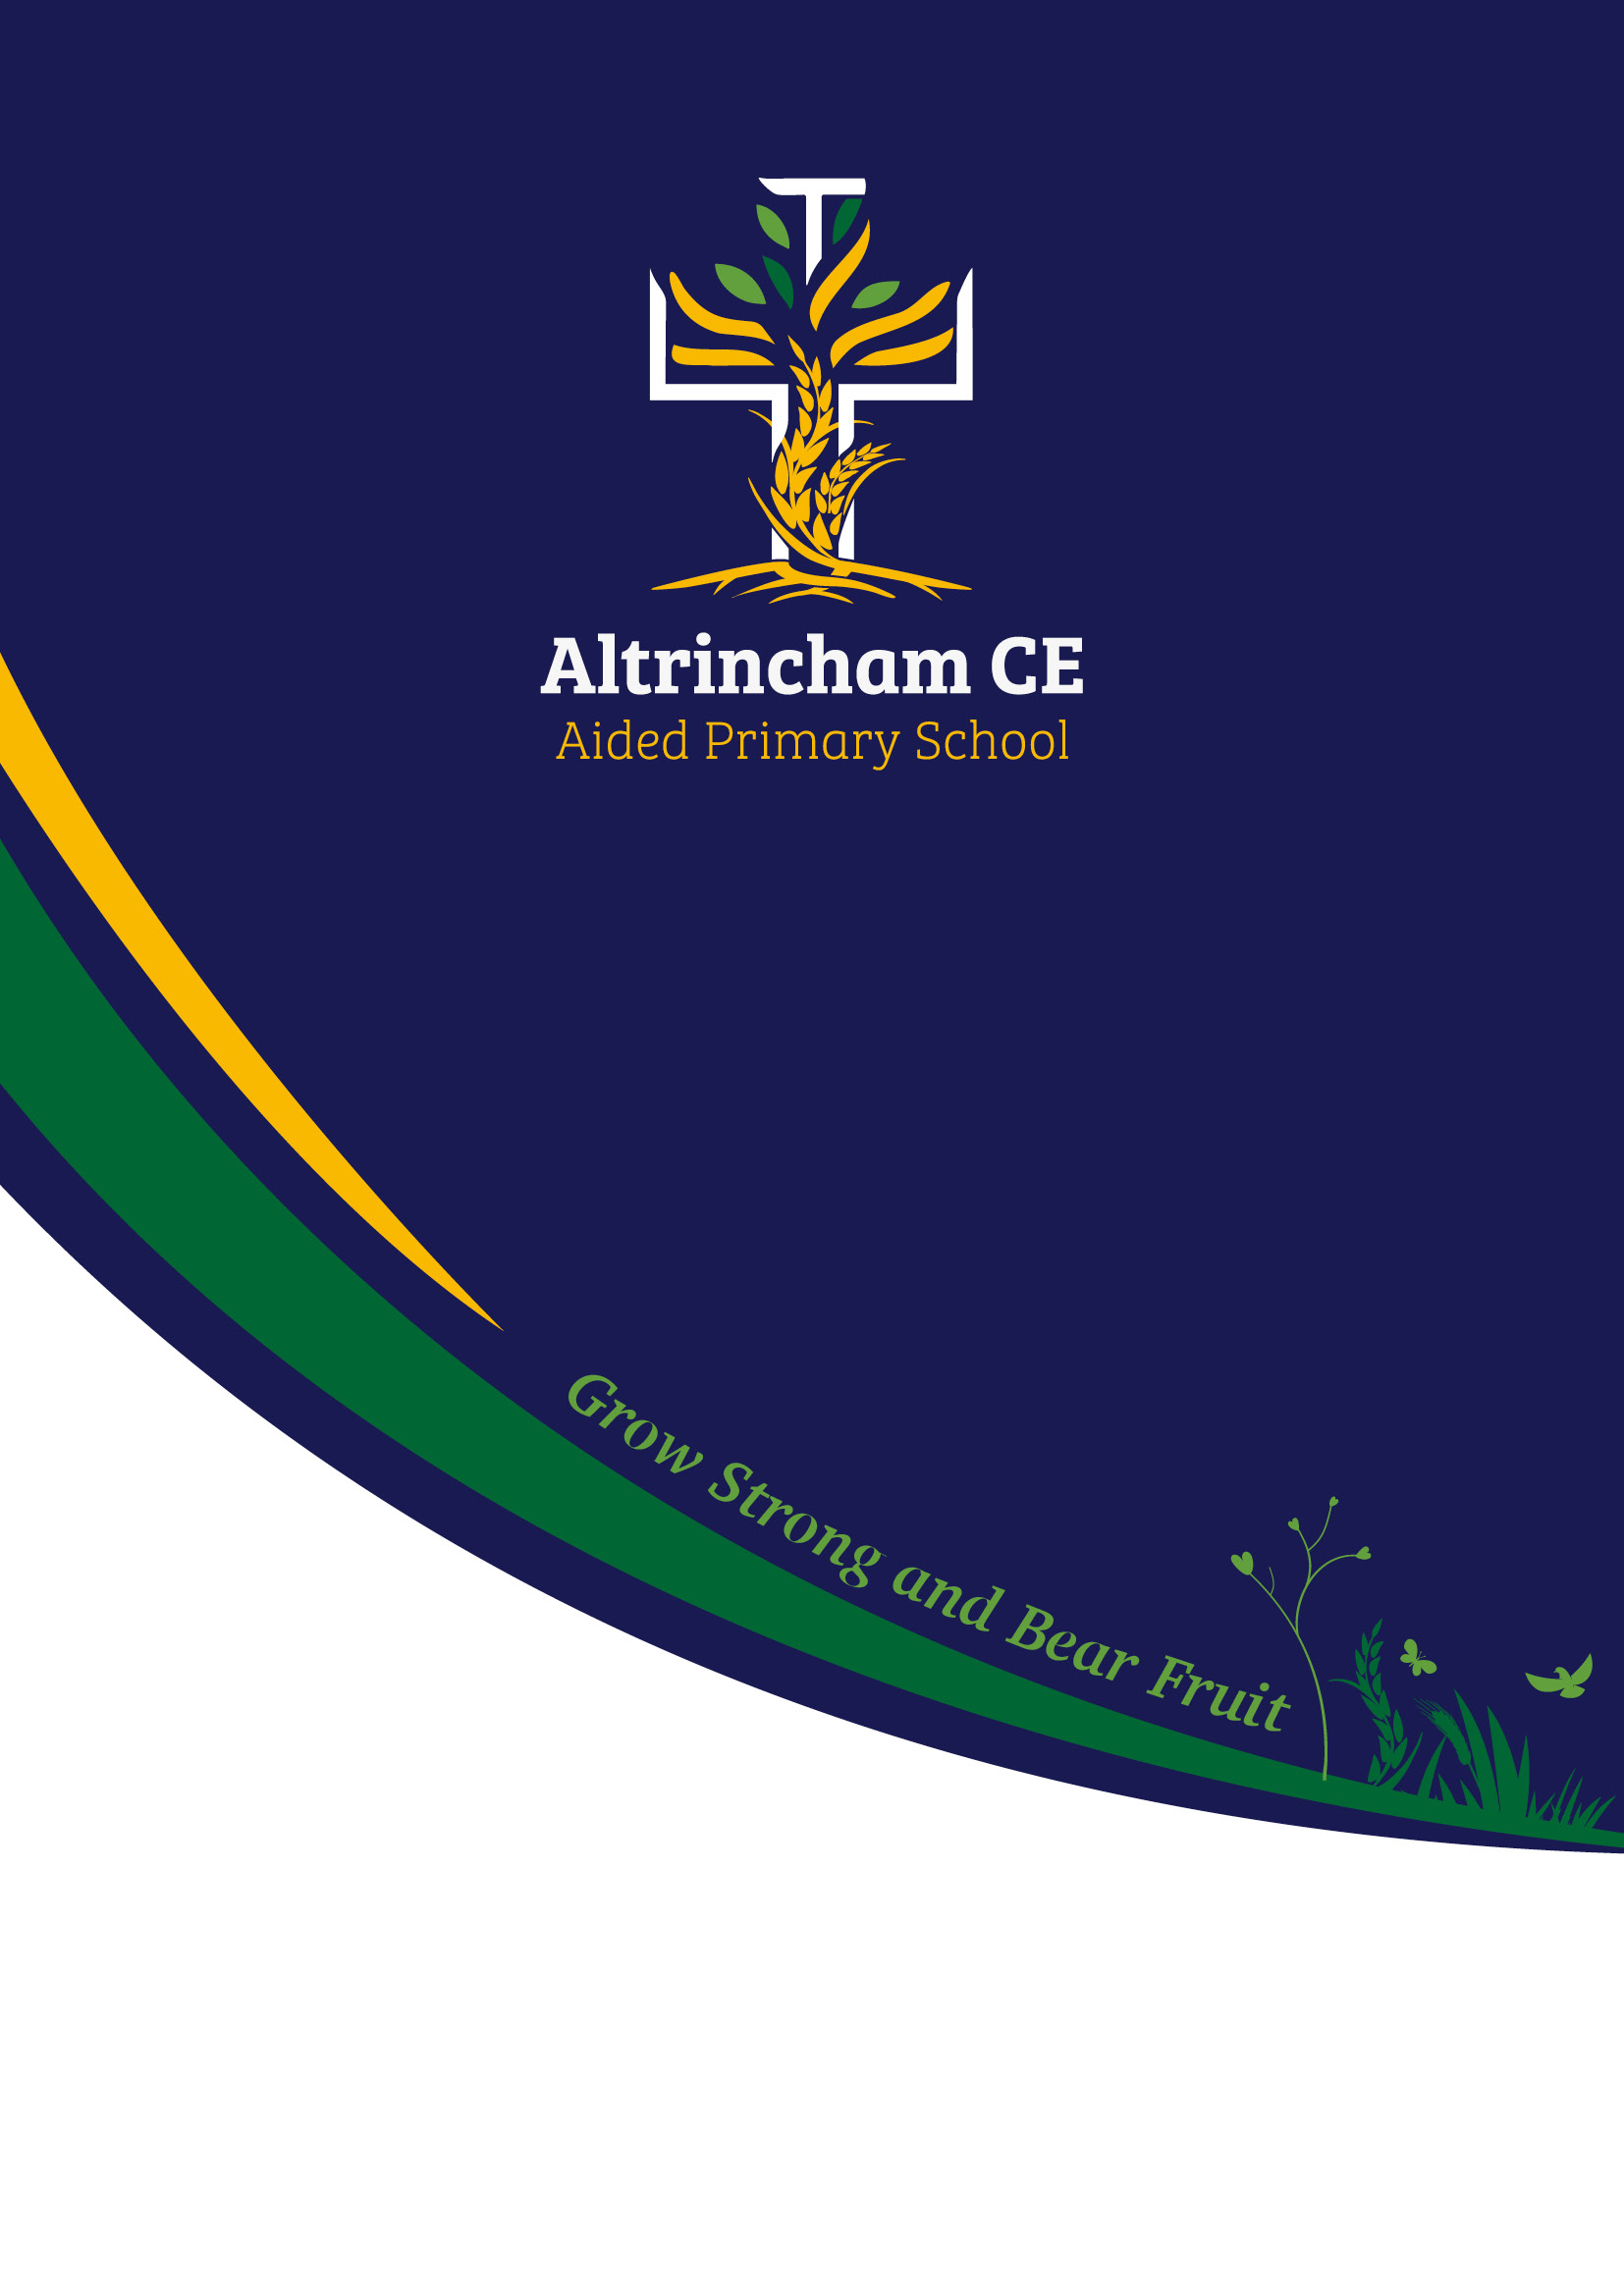 Altrincham CE
Aided Primary School
Grow Strong and Bear Fruit